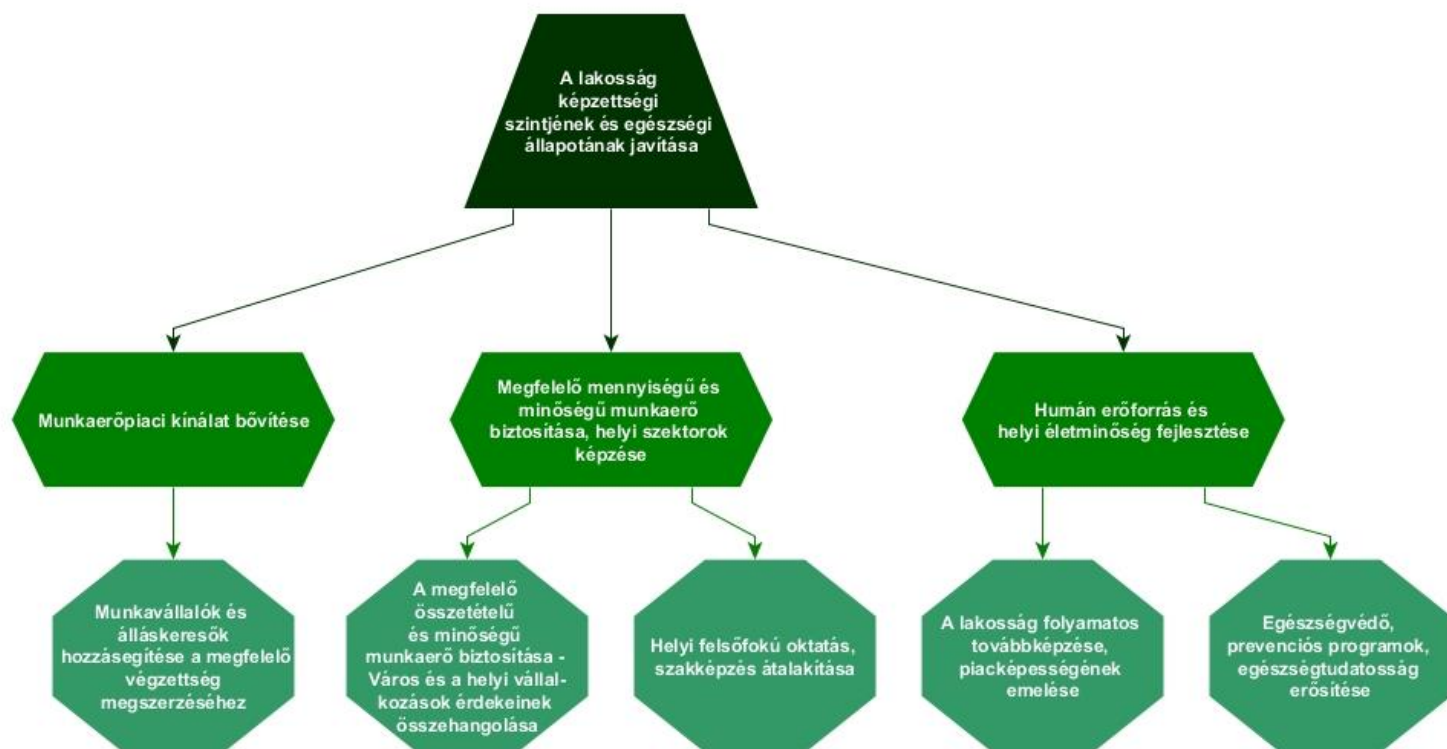 A lakosság
képzettségi
szintjének és egészségi
állapotának javítása
Munkaerőpiaci kínálat bővítése
Megfelelő mennyiségű és
minőségű munkaerő
biztosítása, helyi szektorok
képzése
Humán erőforrás és
helyi életminőség fejlesztése
Munkavállalók és
álláskeresők
hozzásegítése a megfelelő
végzettség
megszerzéséhez
A megfelelő
összetételű
és minőségű
munkaerő biztosítása -
Város és a helyi vállal-
kozások érdekeinek
összehangolása
Helyi felsőfokú oktatás,
szakképzés átalakítása
A lakosság folyamatos
továbbképzése,
piacképességének
emelése
Egészségvédő,
prevenciós programok,
egészségtudatosság
erősítése